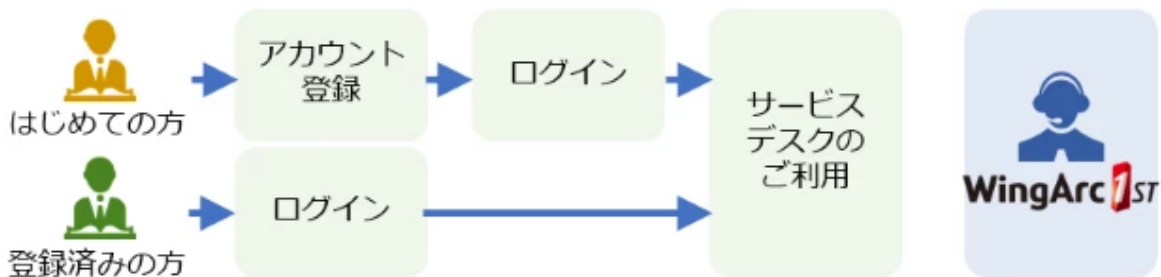 はじめての方
アカウント
登録
ログイン
サービス
デスクの
ご利用
WingArc1ST
登録済みの方
ログイン